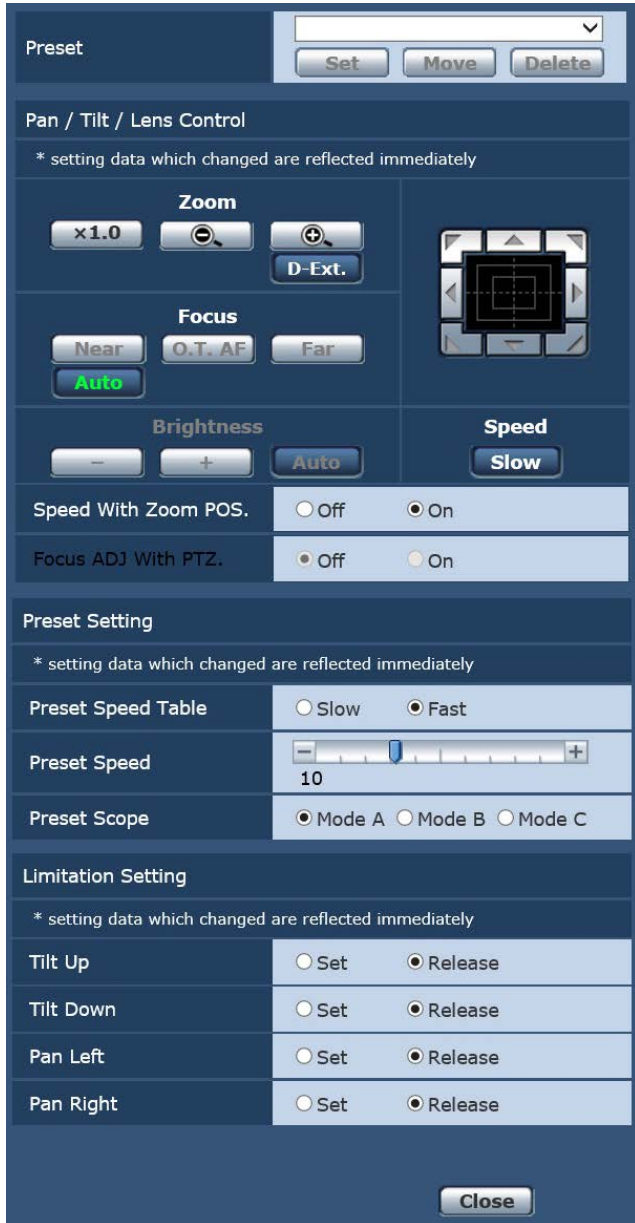 Preset
Set Move Delete
Pan / Tilt / Lens Control
* setting data which changed are reflected immediately
Zoom
×1.0
D-Ext.
Focus
Near O.T. AF Far
Auto
Brightness
- + Auto
Speed
Slow
Speed With Zoom POS. Off On
Focus ADJ With PTZ. Off On
Preset Setting
* setting data which changed are reflected immediately
Preset Speed Table Slow Fast
Preset Speed - +
10
Preset Scope Mode A Mode B Mode C
Limitation Setting
* setting data which changed are reflected immediately
Tilt Up Set Release
Tilt Down Set Release
Pan Left Set Release
Pan Right Set Release
Close